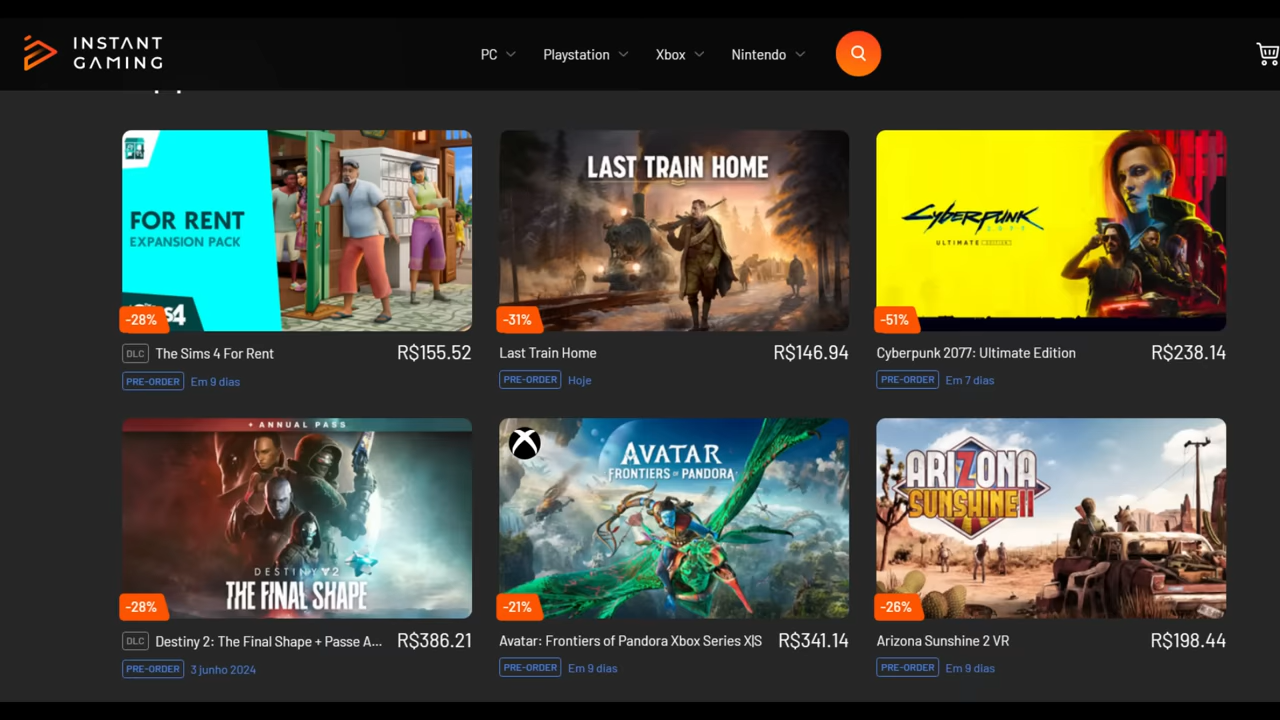 INSTANT
GAMING
PC
Playstation
Xbox
Nintendo
FOR RENT
EXPANSION PACK
S4
-28%
DLC The Sims 4 For Rent R$155.52
PRE-ORDER Em 9 dias
LAST TRAIN HOME
-31%
Last Train Home R$146.94
PRE-ORDER Hoje
CYBERPUNK
2077
ULTIMATE EDITION
-51%
Cyberpunk 2077: Ultimate Edition R$238.14
PRE-ORDER Em 7 dias
+ ANNUAL PASS
DESTINY 2
THE FINAL SHAPE
-28%
DLC Destiny 2: The Final Shape + Passe A... R$386.21
PRE-ORDER 3 junho 2024
AVATAR
FRONTIERS OF PANDORA
-21%
Avatar: Frontiers of Pandora Xbox Series X|S R$341.14
PRE-ORDER Em 9 dias
ARIZONA
SUNSHINE II
-26%
Arizona Sunshine 2 VR R$198.44
PRE-ORDER Em 9 dias